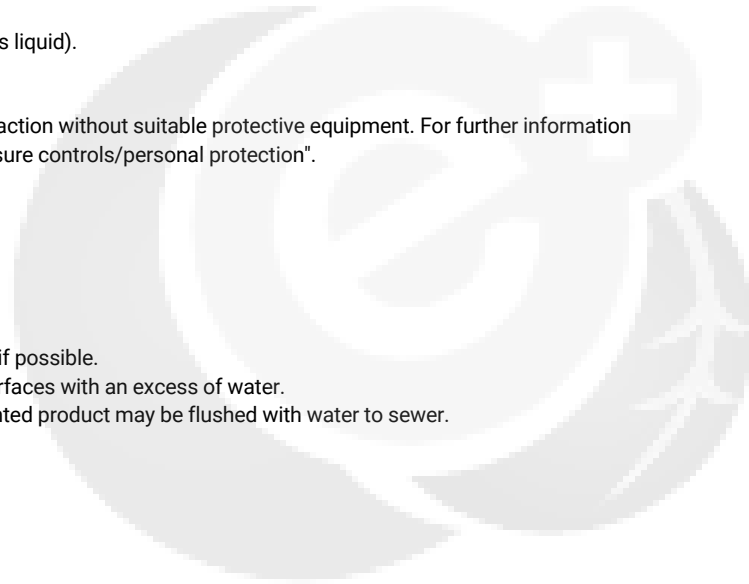 s liquid).
action without suitable protective equipment. For further information
sure controls/personal protection".
if possible.
rfaces with an excess of water.
ted product may be flushed with water to sewer.